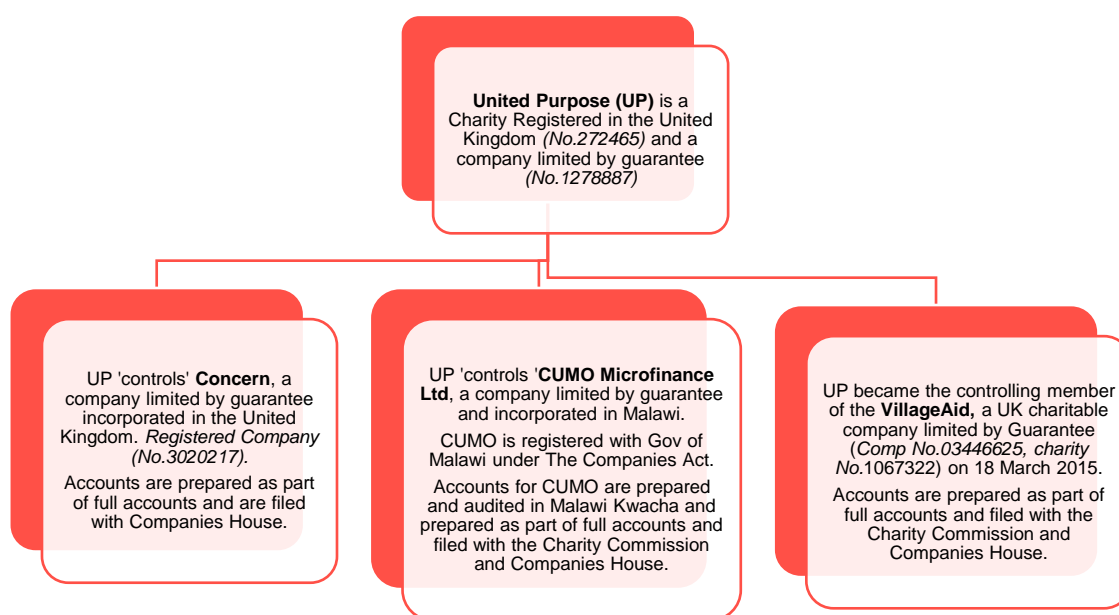 United Purpose (UP) is a
Charity Registered in the United
Kingdom (No.272465) and a
company limited by guarantee
(No.1278887)
UP 'controls' Concern, a
company limited by guarantee
incorporated in the United
Kingdom. Registered Company
(No.3020217).
Accounts are prepared as part
of full accounts and are filed
with Companies House.
UP 'controls 'CUMO Microfinance
Ltd, a company limited by guarantee
and incorporated in Malawi.
CUMO is registered with Gov of
Malawi under The Companies Act.
Accounts for CUMO are prepared
and audited in Malawi Kwacha and
prepared as part of full accounts and
filed with the Charity Commission
and Companies House.
UP became the controlling member
of the VillageAid, a UK charitable
company limited by Guarantee
(Comp No.03446625, charity
No.1067322) on 18 March 2015.
Accounts are prepared as part of
full accounts and filed with the
Charity Commission and
Companies House.